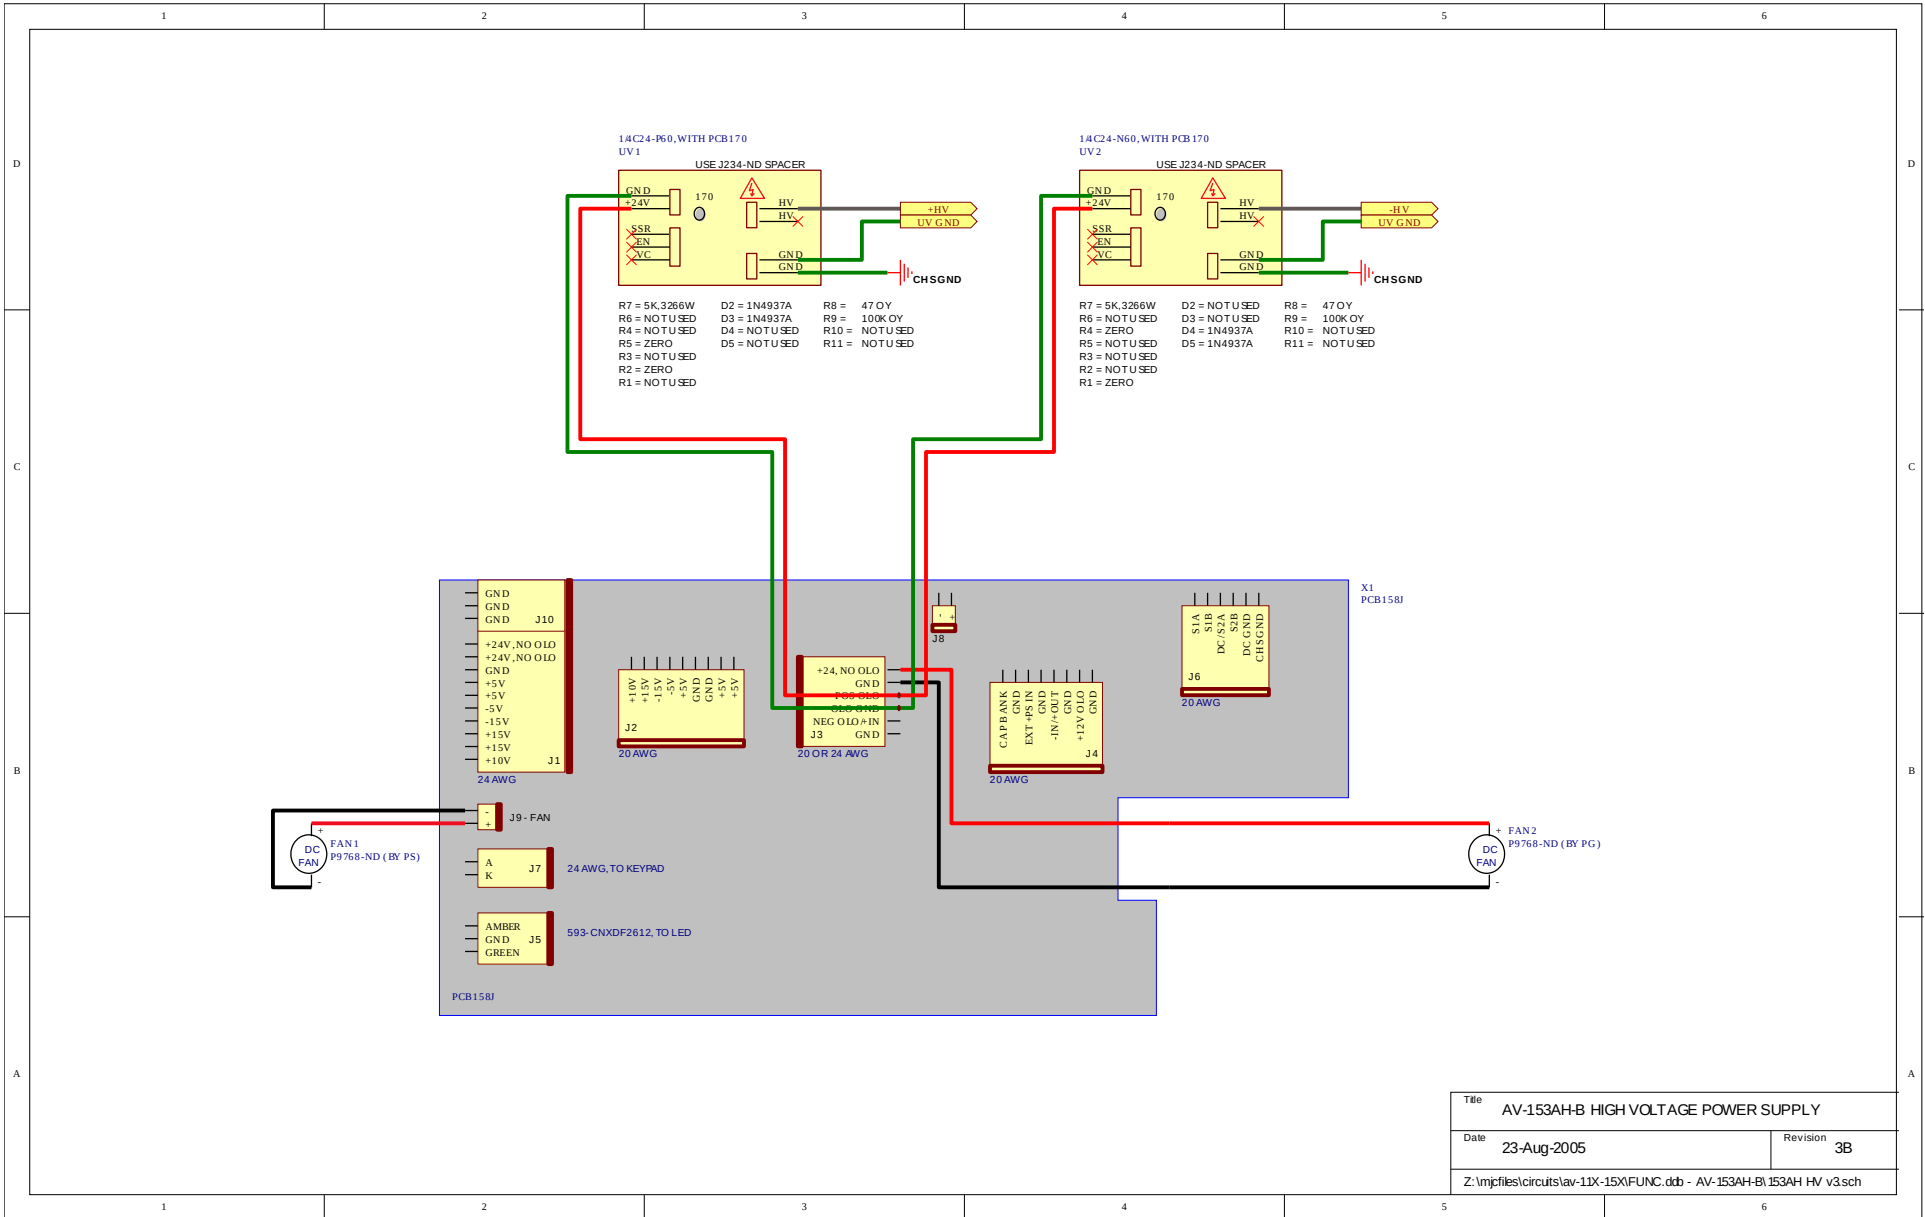 1 2 3 4 5 6
D D
C C
B B
A A
1/4C24-P60, WITH PCB170
UV1
USE J234-ND SPACER
GND
+24V
170
SSR
EN
VC
HV
HV
GND
GND
+HV
UV GND
CHSGND
R7 = 5K, 3266W D2 = 1N4937A R8 = 47 OY
R6 = NOT USED D3 = 1N4937A R9 = 100K OY
R4 = NOT USED D4 = NOT USED R10 = NOT USED
R5 = ZERO D5 = NOT USED R11 = NOT USED
R3 = NOT USED
R2 = ZERO
R1 = NOT USED
1/4C24-N60, WITH PCB170
UV2
USE J234-ND SPACER
GND
+24V
170
SSR
EN
VC
HV
HV
GND
GND
-HV
UV GND
CHSGND
R7 = 5K, 3266W D2 = NOT USED R8 = 47 OY
R6 = NOT USED D3 = NOT USED R9 = 100K OY
R4 = ZERO D4 = 1N4937A R10 = NOT USED
R5 = NOT USED D5 = 1N4937A R11 = NOT USED
R3 = NOT USED
R2 = NOT USED
R1 = ZERO
X1
PCB158J
GND
GND
GND J10
+24V, NO OLO
+24V, NO OLO
GND
+5V
+5V
-5V
-15V
+15V
+15V
+10V J1
24 AWG
+10V
+15V
-15V
-5V
+5V
GND
GND
+5V
+5V
J2
20 AWG
+24, NO OLO
GND
POS OLO
OLO GND
NEG OLO/+IN
GND
J3
20 OR 24 AWG
- +
J8
CAP BANK
GND
EXT +PS IN
GND
-IN/+OUT
GND
+12V OLO
GND
J4
20 AWG
S1A
S1B
DC/S2A
S2B
DC GND
CHSGND
J6
20 AWG
-
+
J9 - FAN
A
K
J7
24 AWG, TO KEYPAD
AMBER
GND
GREEN
J5
593-CNXDF2612, TO LED
PCB158J
+
DC
FAN
-
FAN1
P9768-ND (BY PS)
+
DC
FAN
-
FAN2
P9768-ND (BY PG)
Title AV-153AH-B HIGH VOLTAGE POWER SUPPLY
Date 23-Aug-2005 Revision 3B
Z:\mjcfiles\circuits\av-11X-15X\FUNC.ddb - AV-153AH-B\153AH HV v3.sch
1 2 3 4 5 6